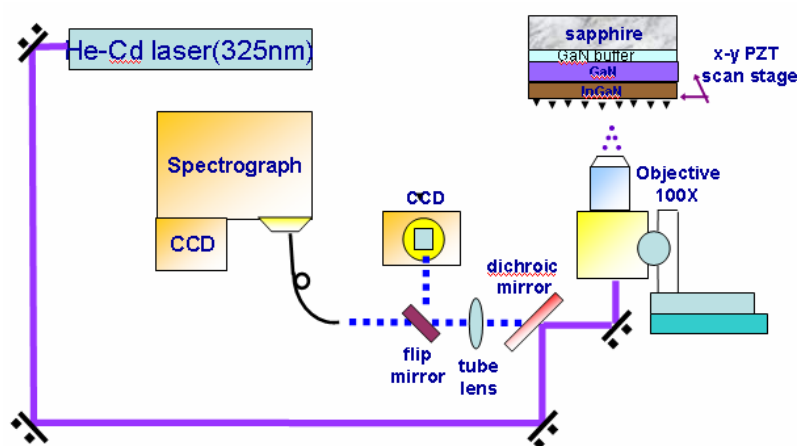 He-Cd laser(325nm)
sapphire
GaN buffer
GaN
InGaN
x-y PZT
scan stage
Spectrograph
CCD
CCD
Objective
100X
dichroic
mirror
flip
mirror
tube
lens